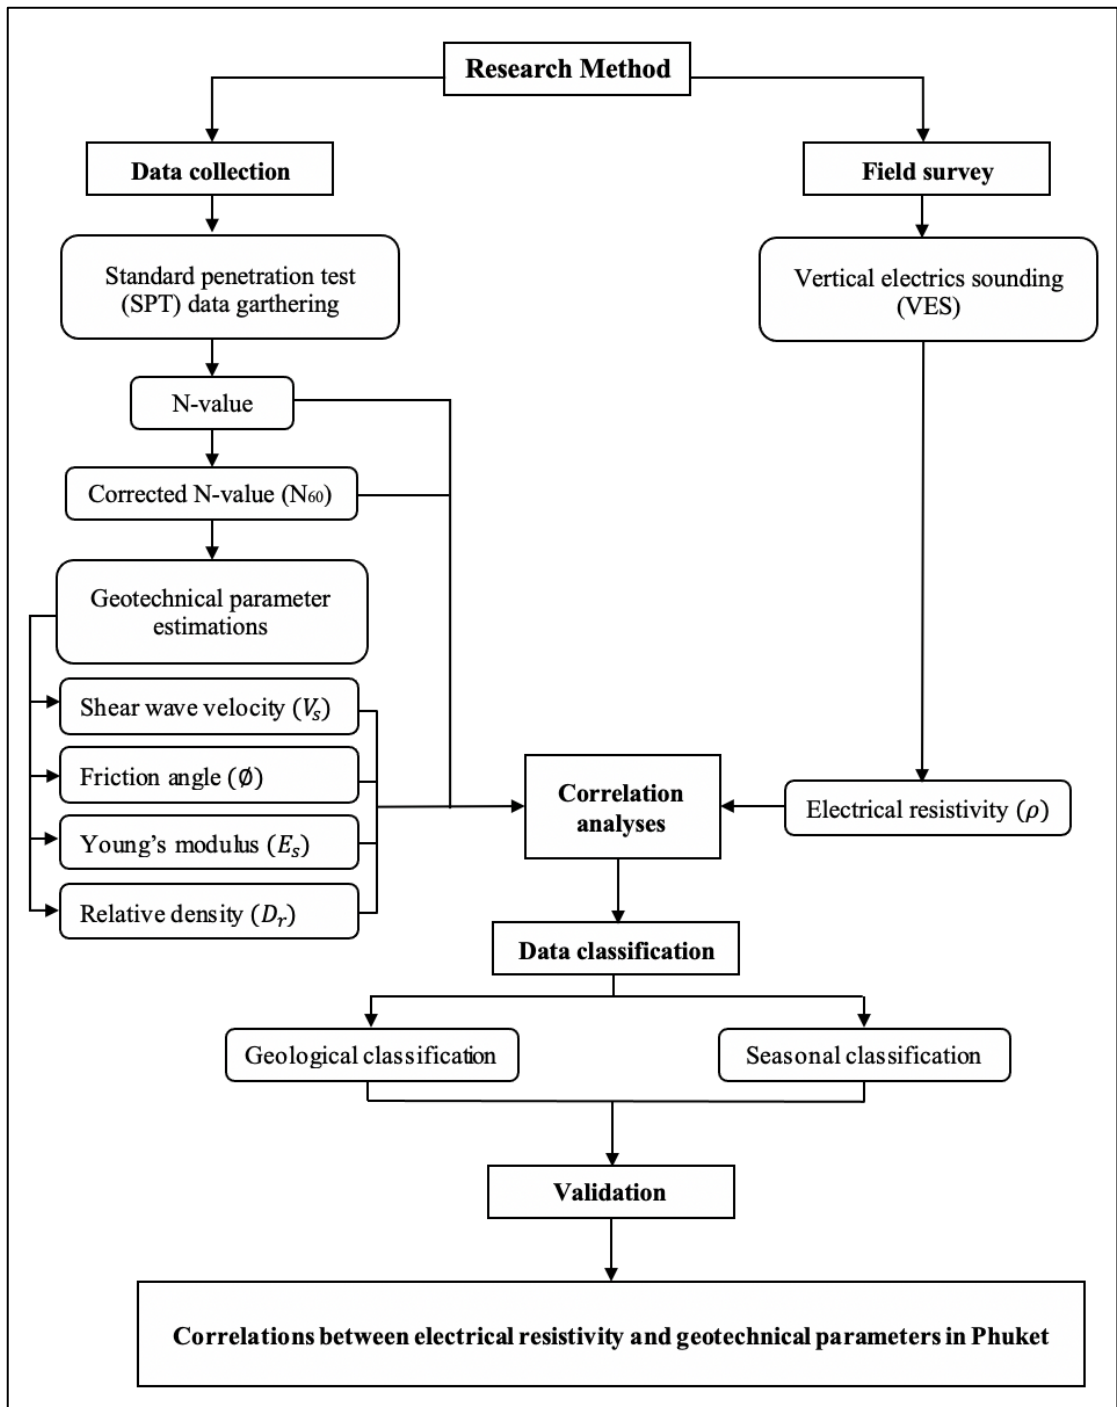 Research Method
Data collection
Field survey
Standard penetration test
(SPT) data garthering
Vertical electrics sounding
(VES)
N-value
Corrected N-value (N₆₀)
Geotechnical parameter
estimations
Shear wave velocity (Vₛ)
Friction angle (∅)
Young's modulus (Eₛ)
Relative density (Dᵣ)
Correlation
analyses
Electrical resistivity (ρ)
Data classification
Geological classification
Seasonal classification
Validation
Correlations between electrical resistivity and geotechnical parameters in Phuket